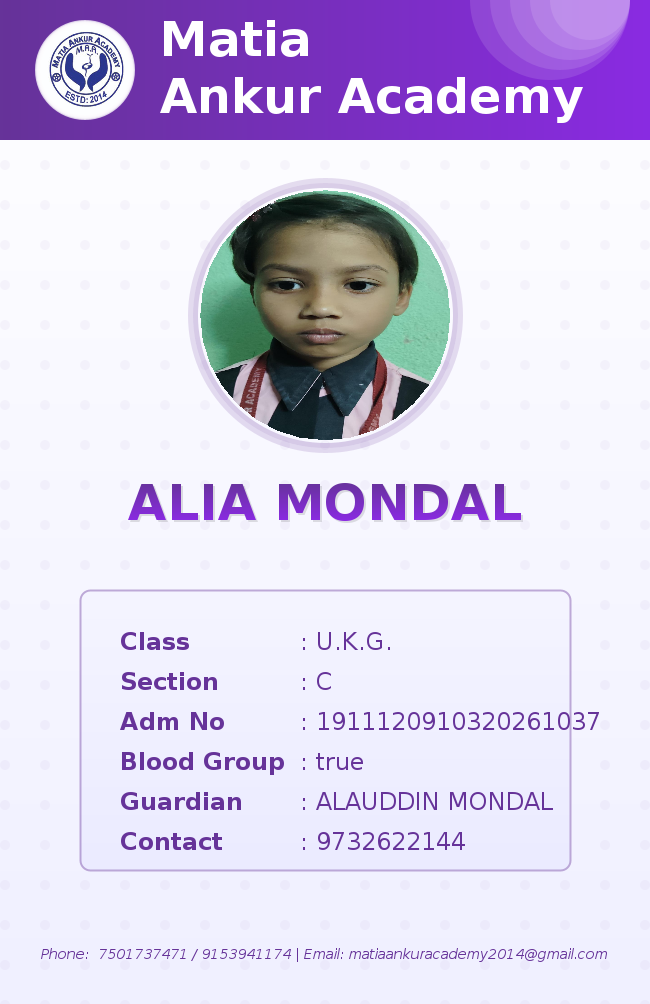 MATIA ANKUR ACADEMY
M.A.A.
ESTD: 2014
Matia
Ankur Academy
ALIA MONDAL
Class : U.K.G.
Section : C
Adm No : 1911120910320261037
Blood Group : true
Guardian : ALAUDDIN MONDAL
Contact : 9732622144
Phone: 7501737471 / 9153941174 | Email: matiaankuracademy2014@gmail.com